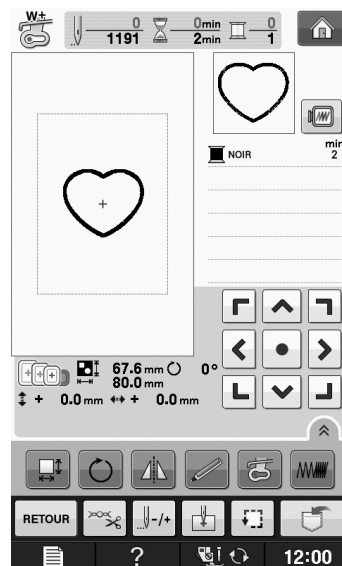 W+
0 0min 0
1191 2min 1
min
NOIR 2
67.6 mm 0°
80.0 mm
+ 0.0 mm + 0.0 mm
RETOUR -/+
? 12:00